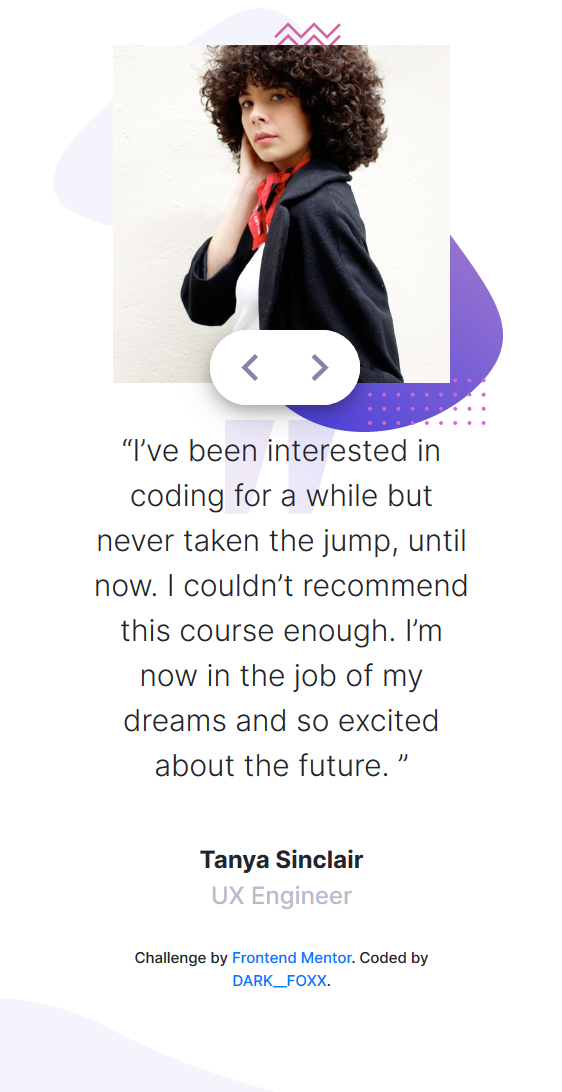 “I’ve been interested in
coding for a while but
never taken the jump, until
now. I couldn’t recommend
this course enough. I’m
now in the job of my
dreams and so excited
about the future. ”
Tanya Sinclair
UX Engineer
Challenge by Frontend Mentor. Coded by
DARK__FOXX.